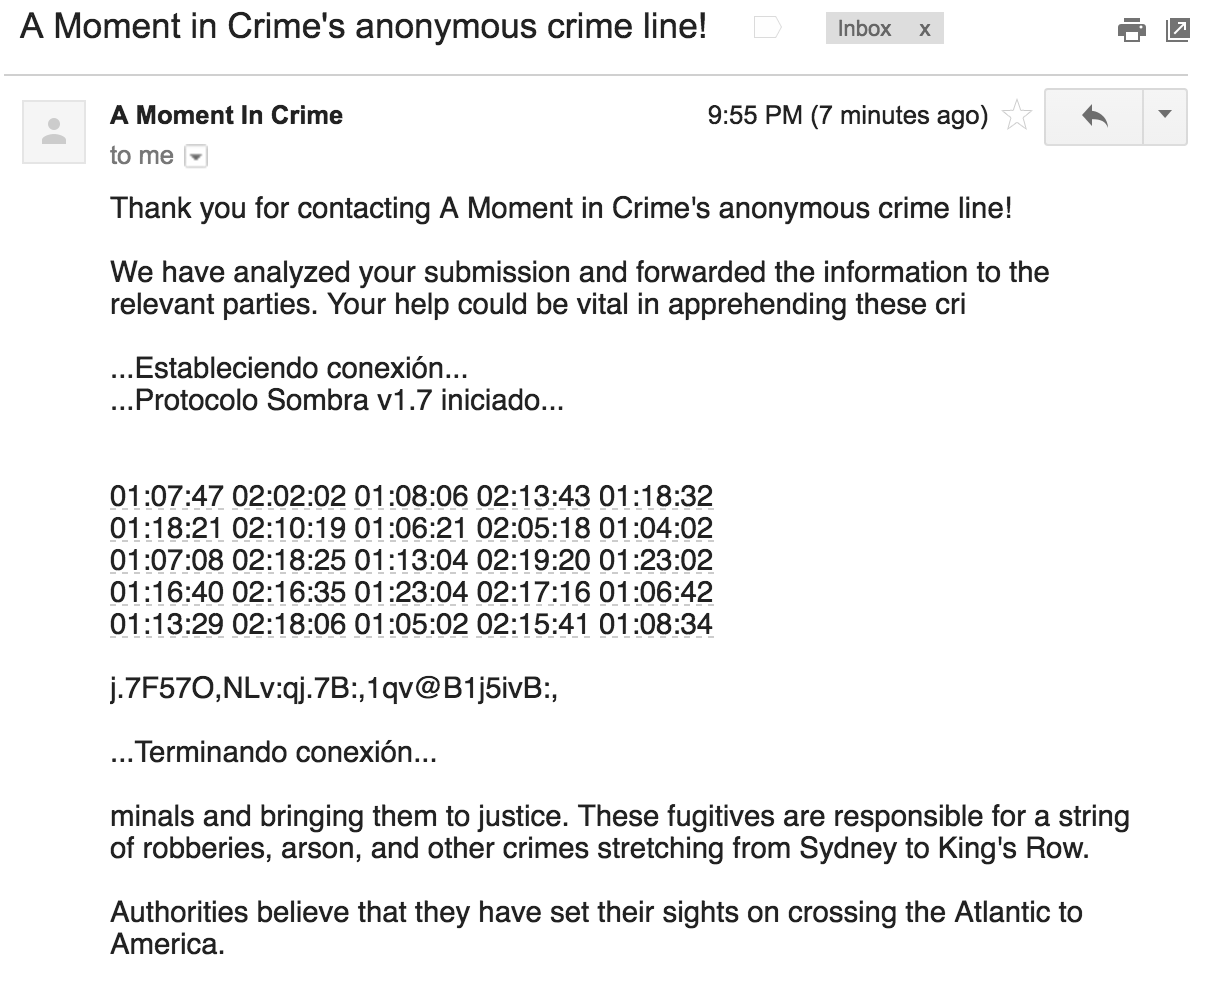 A Moment in Crime's anonymous crime line!
Inbox x
A Moment In Crime
9:55 PM (7 minutes ago)
to me
Thank you for contacting A Moment in Crime's anonymous crime line!
We have analyzed your submission and forwarded the information to the
relevant parties. Your help could be vital in apprehending these cri
...Estableciendo conexión...
...Protocolo Sombra v1.7 iniciado...
01:07:47 02:02:02 01:08:06 02:13:43 01:18:32
01:18:21 02:10:19 01:06:21 02:05:18 01:04:02
01:07:08 02:18:25 01:13:04 02:19:20 01:23:02
01:16:40 02:16:35 01:23:04 02:17:16 01:06:42
01:13:29 02:18:06 01:05:02 02:15:41 01:08:34
j.7F57O,NLv:qj.7B:,1qv@B1j5ivB:,
...Terminando conexión...
minals and bringing them to justice. These fugitives are responsible for a string
of robberies, arson, and other crimes stretching from Sydney to King's Row.
Authorities believe that they have set their sights on crossing the Atlantic to
America.